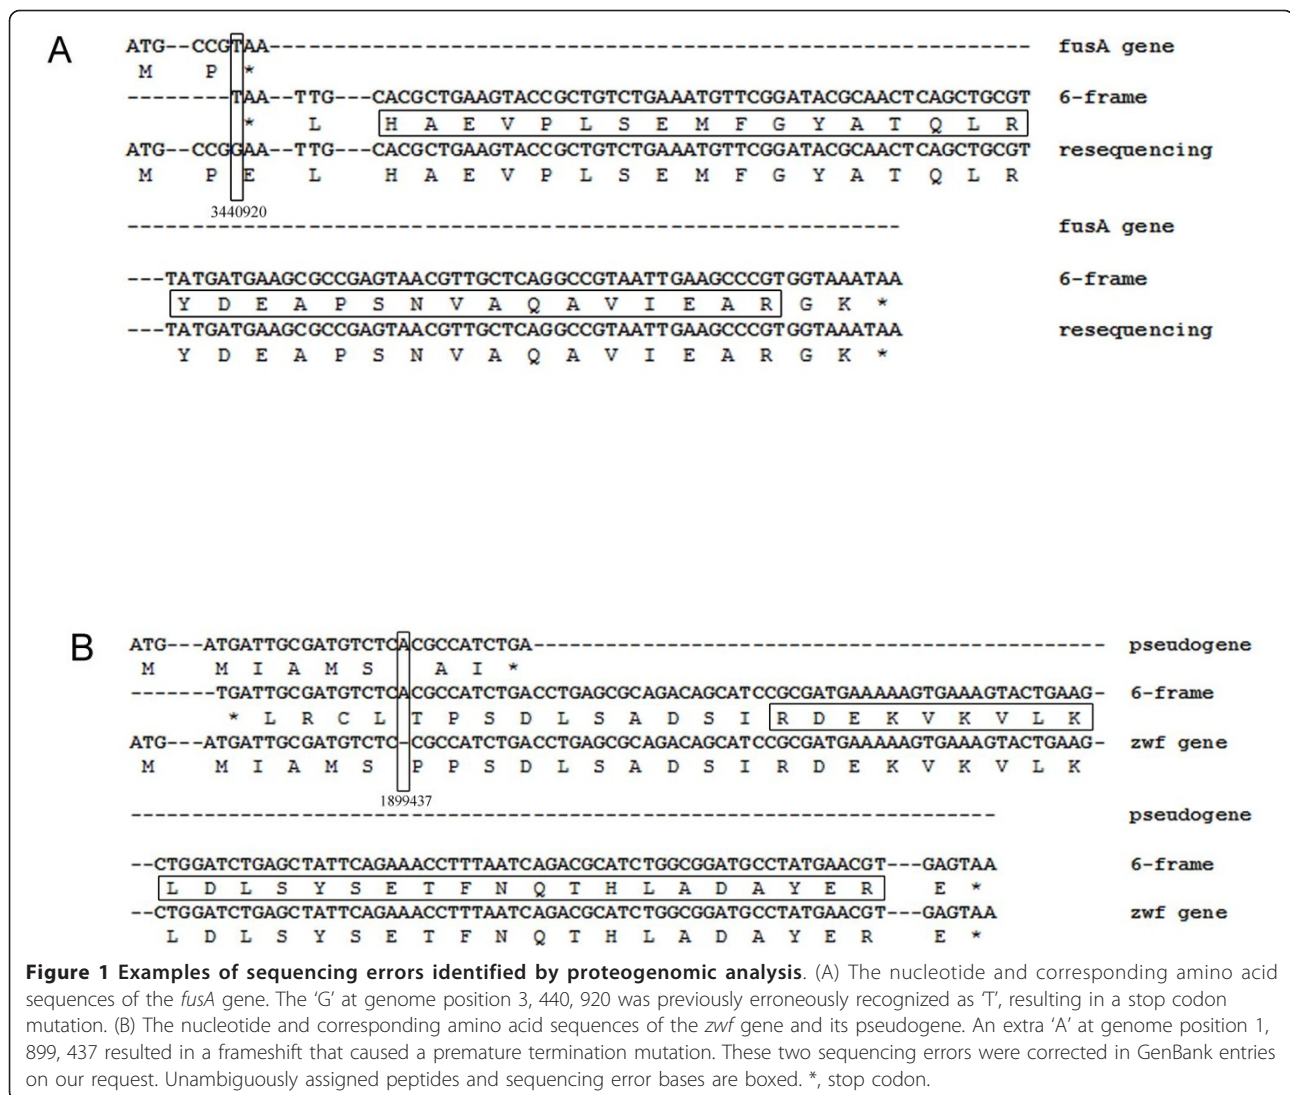 A
ATG--CCGTAA----------------------------------------------------------- fusA gene
M P *
--------TAA--TTG---CACGCTGAAGTACCGCTGTCTGAAATGTTCGGATACGCAACTCAGCTGCGT 6-frame
* L H A E V P L S E M F G Y A T Q L R
ATG--CCGGAA--TTG---CACGCTGAAGTACCGCTGTCTGAAATGTTCGGATACGCAACTCAGCTGCGT resequencing
M P E L H A E V P L S E M F G Y A T Q L R
3440920
------------------------------------------------------------ fusA gene
---TATGATGAAGCGCCGAGTAACGTTGCTCAGGCCGTAATTGAAGCCCGTGGTAAATAA 6-frame
Y D E A P S N V A Q A V I E A R G K *
---TATGATGAAGCGCCGAGTAACGTTGCTCAGGCCGTAATTGAAGCCCGTGGTAAATAA resequencing
Y D E A P S N V A Q A V I E A R G K *
B
ATG---ATGATTGCGATGTCTCACGCCATCTGA-------------------------------------------- pseudogene
M M I A M S A I *
-------TGATTGCGATGTCTCACGCCATCTGACCTGAGCGCAGACAGCATCCGCGATGAAAAAGTGAAAGTACTGAAG- 6-frame
* L R C L T P S D L S A D S I R D E K V K V L K
ATG---ATGATTGCGATGTCTC-CGCCATCTGACCTGAGCGCAGACAGCATCCGCGATGAAAAAGTGAAAGTACTGAAG- zwf gene
M M I A M S P P S D L S A D S I R D E K V K V L K
1899437
------------------------------------------------------------------- pseudogene
--CTGGATCTGAGCTATTCAGAAACCTTTAATCAGACGCATCTGGCGGATGCCTATGAACGT---GAGTAA 6-frame
L D L S Y S E T F N Q T H L A D A Y E R E *
--CTGGATCTGAGCTATTCAGAAACCTTTAATCAGACGCATCTGGCGGATGCCTATGAACGT---GAGTAA zwf gene
L D L S Y S E T F N Q T H L A D A Y E R E *
Figure 1 Examples of sequencing errors identified by proteogenomic analysis. (A) The nucleotide and corresponding amino acid
sequences of the fusA gene. The ‘G’ at genome position 3, 440, 920 was previously erroneously recognized as ‘T’, resulting in a stop codon
mutation. (B) The nucleotide and corresponding amino acid sequences of the zwf gene and its pseudogene. An extra ‘A’ at genome position 1,
899, 437 resulted in a frameshift that caused a premature termination mutation. These two sequencing errors were corrected in GenBank entries
on our request. Unambiguously assigned peptides and sequencing error bases are boxed. *, stop codon.